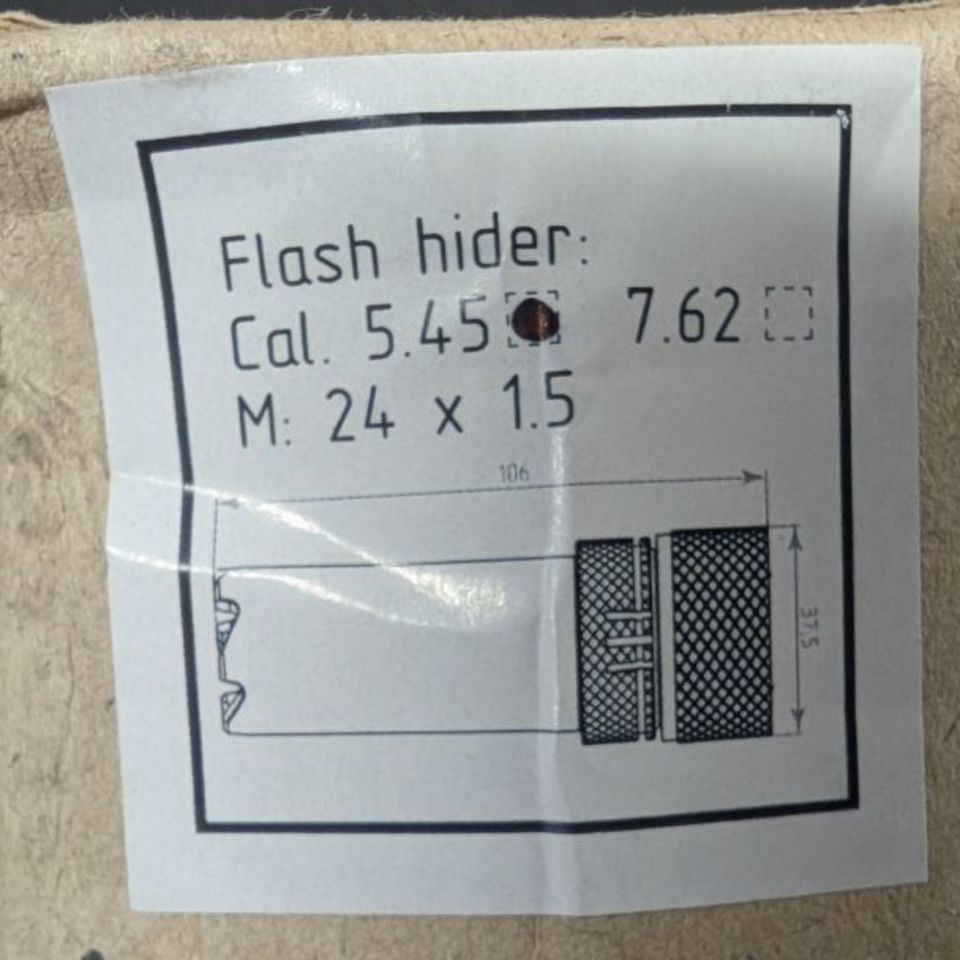 Flash hider:
Cal. 5.45 7.62
M: 24 x 1.5
106
37.5